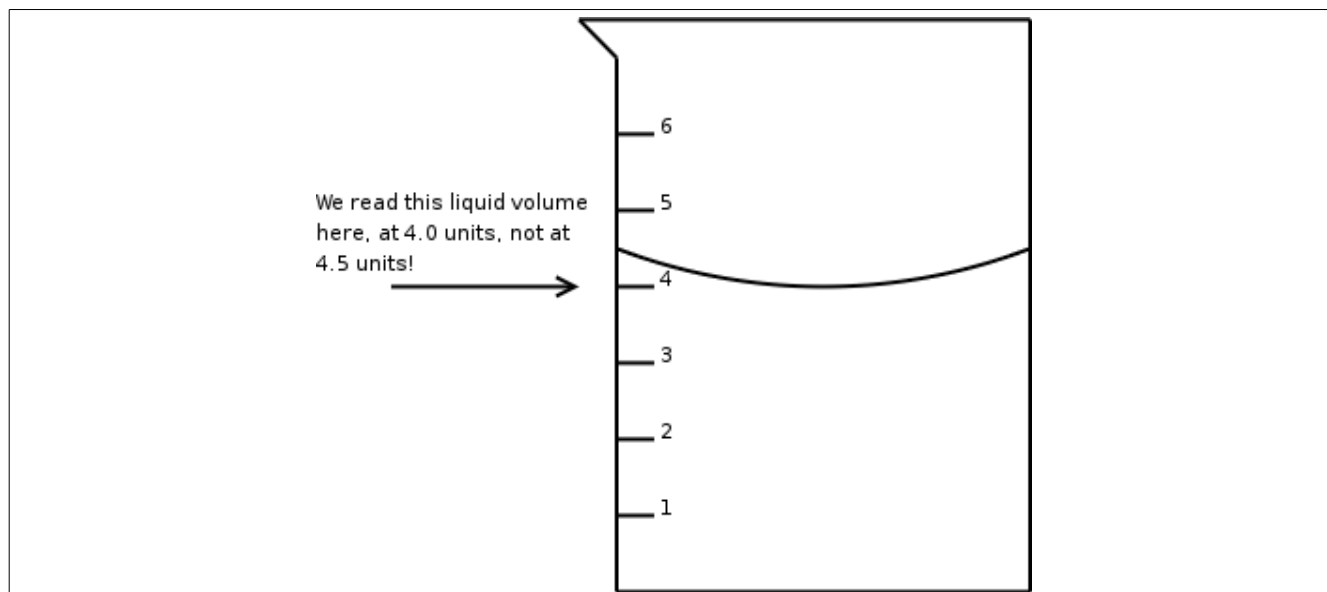 6
We read this liquid volume
5
here, at 4.0 units, not at
4.5 units!
4
3
2
1